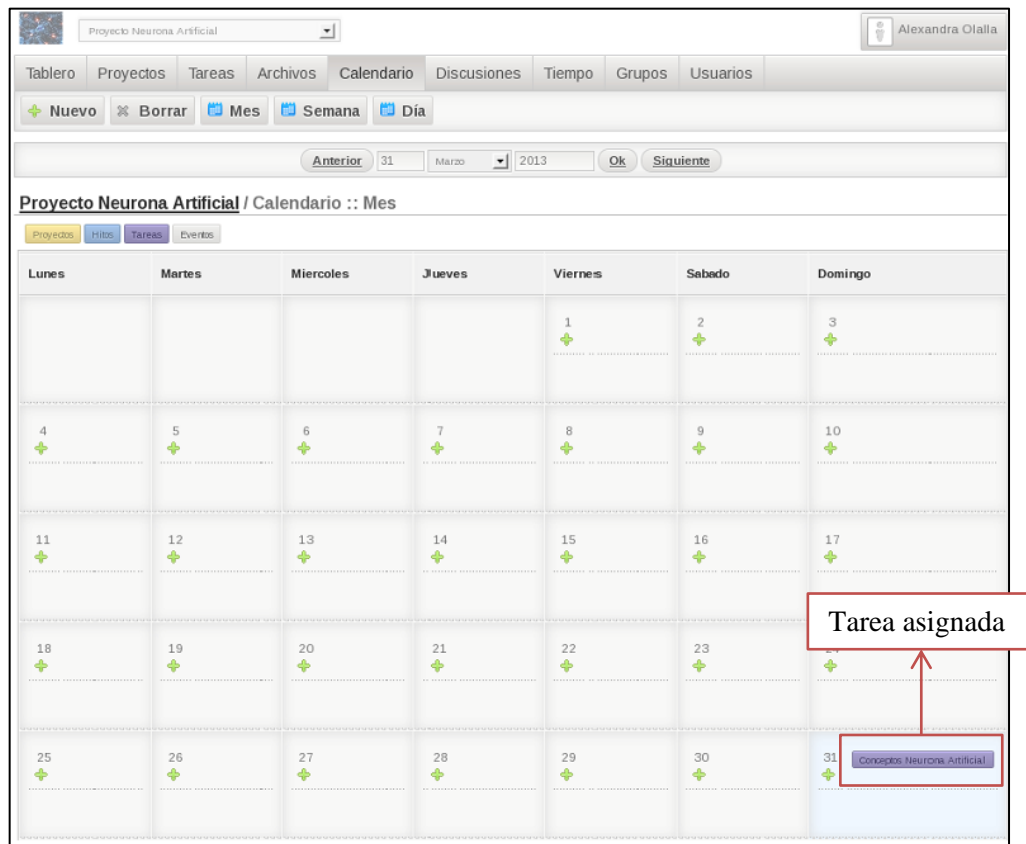 Proyecto Neurona Artificial
Alexandra Olalla
Tablero Proyectos Tareas Archivos Calendario Discusiones Tiempo Grupos Usuarios
Nuevo Borrar Mes Semana Día
Anterior 31 Marzo 2013 Ok Siguiente
Proyecto Neurona Artificial / Calendario :: Mes
Proyectos Hitos Tareas Eventos
Lunes Martes Miercoles Jueves Viernes Sabado Domingo
1 2 3
4 5 6 7 8 9 10
11 12 13 14 15 16 17
Tarea asignada
18 19 20 21 22 23
25 26 27 28 29 30 31 Conceptos Neurona Artificial